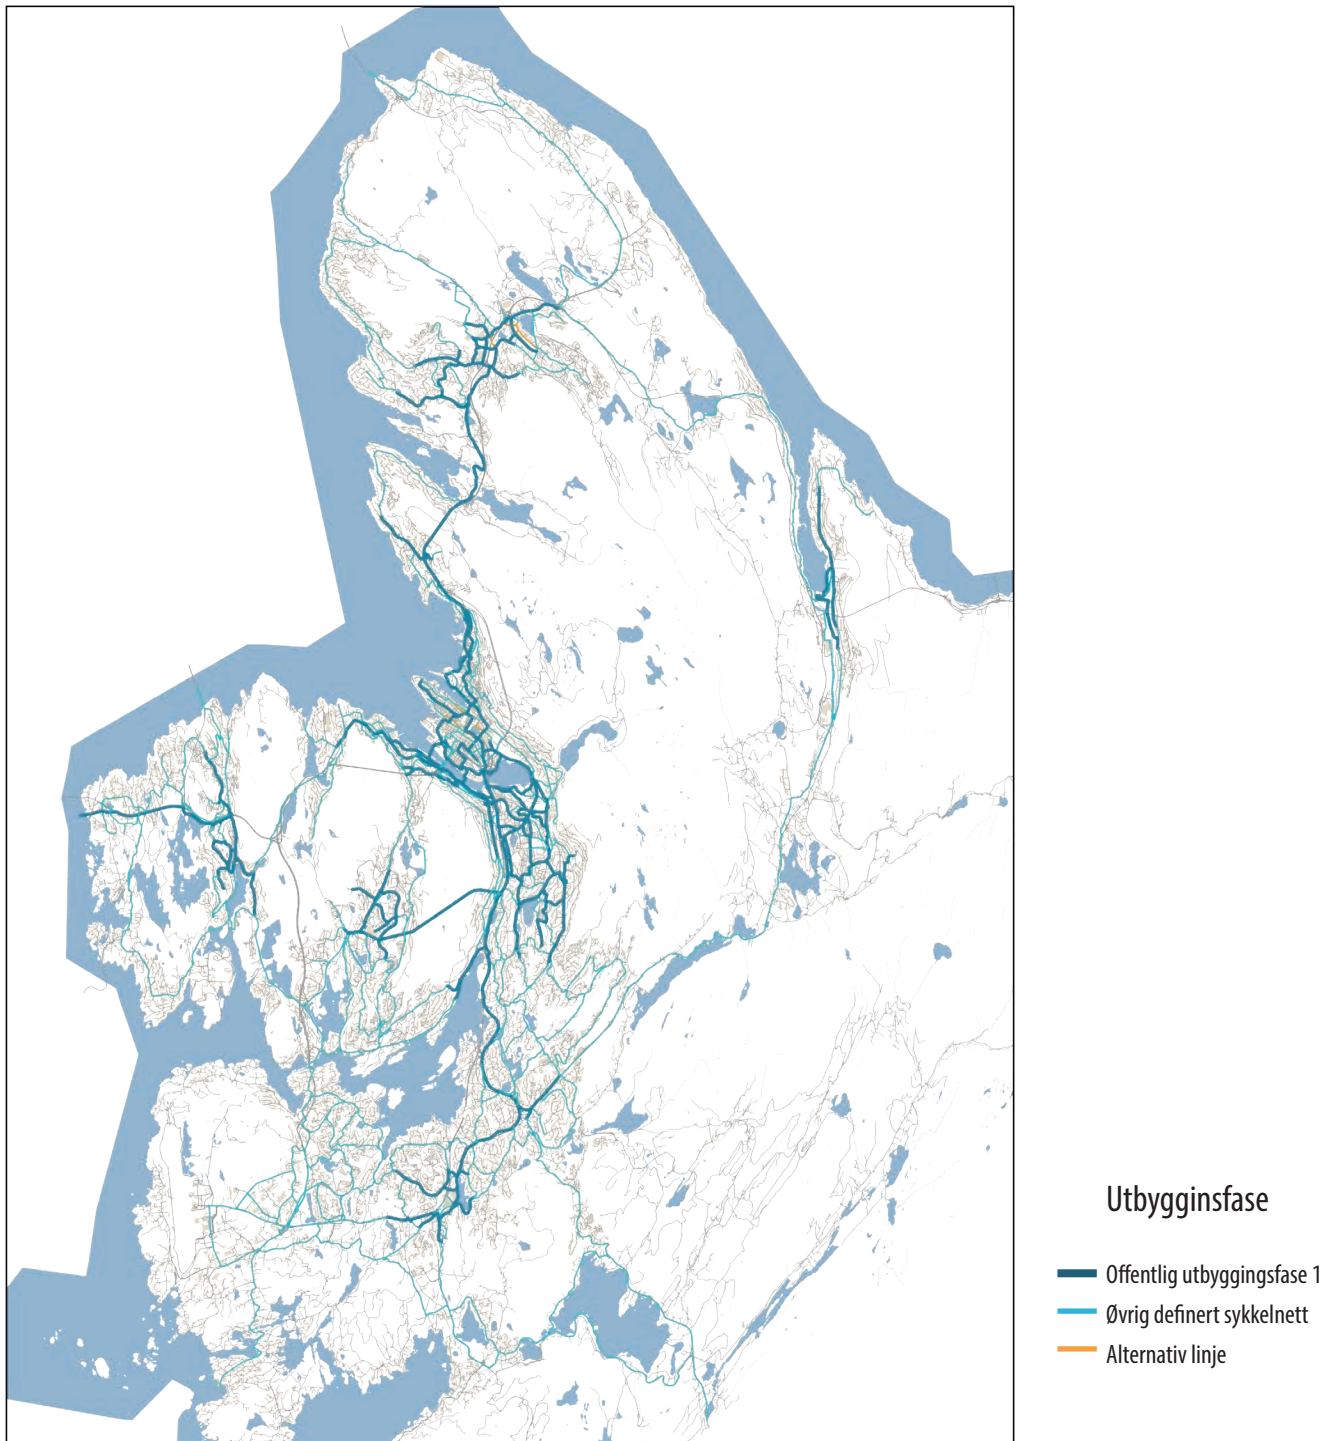 Utbygginsfase
Offentlig utbyggingsfase 1
Øvrig definert sykkelnett
Alternativ linje